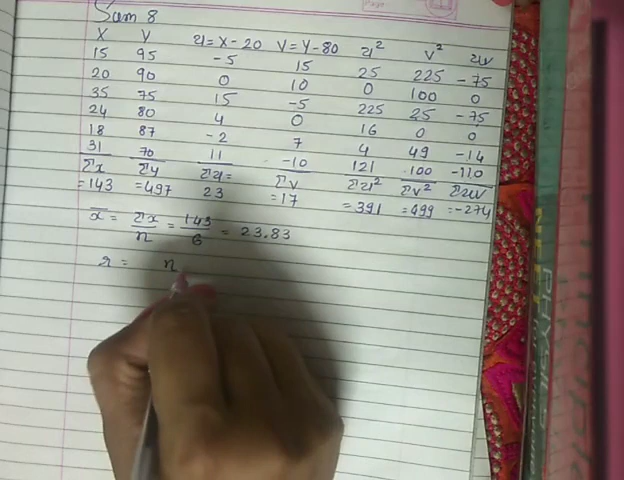 Sum 8
X Y u=X-20 V=Y-80 u² v² uv
15 95 -5 15 25 225 -75
20 90 0 10 0 100 0
35 75 15 -5 225 25 -75
24 80 4 0 16 0 0
18 87 -2 7 4 49 -14
31 70 11 -10 121 100 -110
Σx Σy Σu= Σv Σu² Σv² Σuv
=143 =497 23 =17 =391 =499 =-274
x̄ = Σx/n = 143/6 = 23.83
r = n
PHYSICS